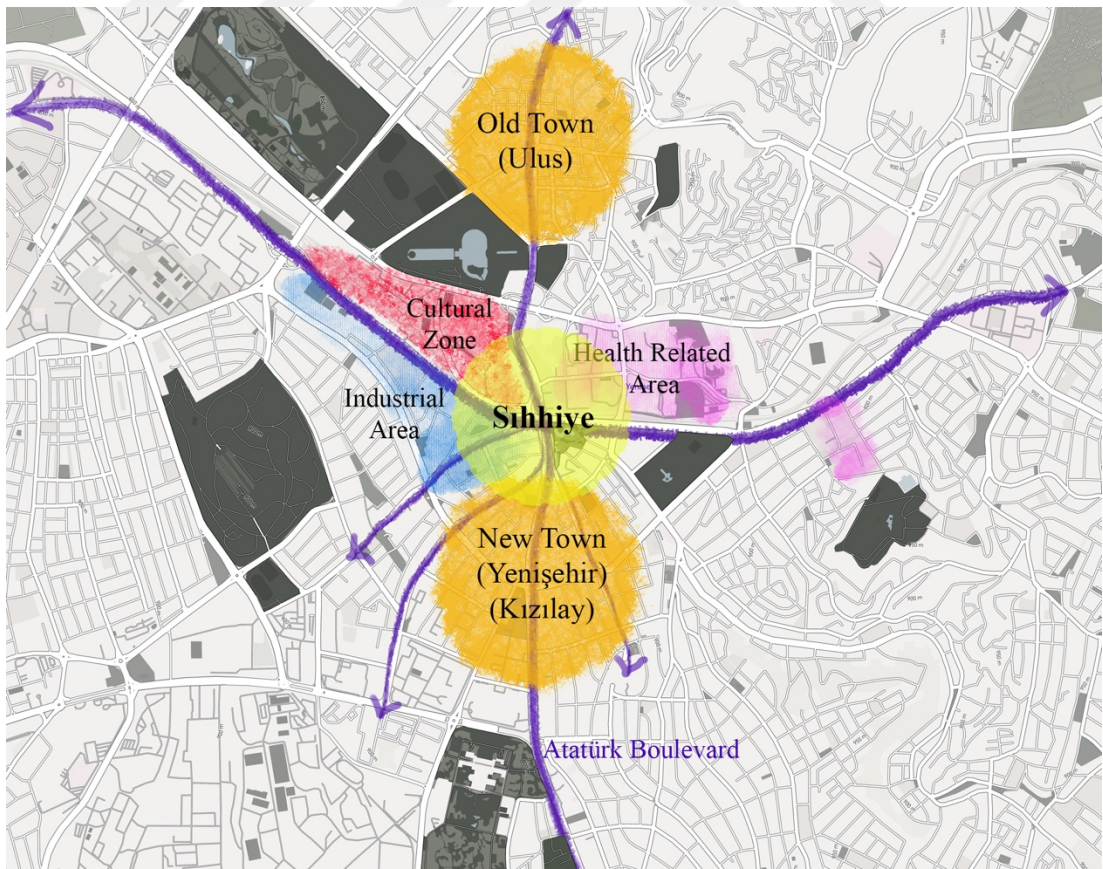 Old Town
(Ulus)
Cultural
Zone
Health Related
Area
Industrial
Area
Sıhhiye
New Town
(Yenişehir)
(Kızılay)
Atatürk Boulevard